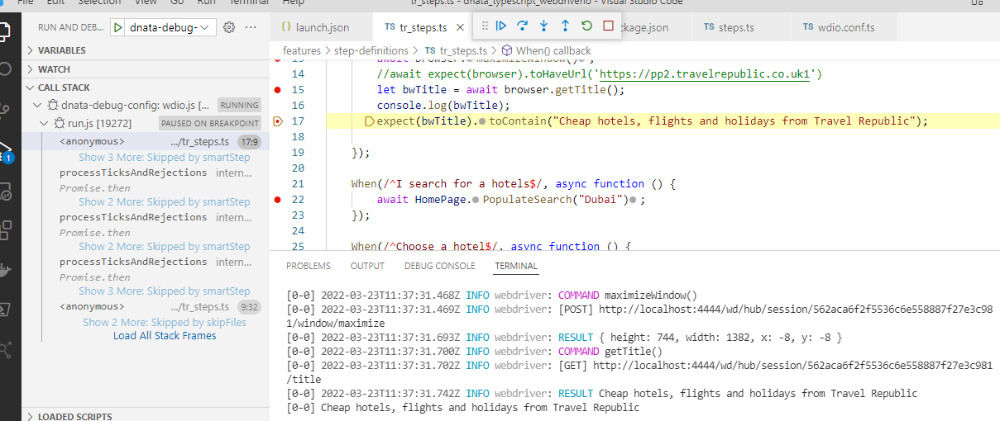 Edit Selection View Go Run Terminal Help
tr_steps.ts - dnata_typescript_webdriverio - Visual Studio Code
RUN AND DEB... dnata-debug-
launch.json
TS tr_steps.ts
TS steps.ts
TS wdio.conf.ts
features > step-definitions > TS tr_steps.ts > When() callback
VARIABLES
WATCH
CALL STACK
dnata-debug-config: wdio.js [... RUNNING
run.js [19272] PAUSED ON BREAKPOINT
<anonymous> .../tr_steps.ts 17:9
Show 3 More: Skipped by smartStep
processTicksAndRejections intern...
Promise.then
Show 2 More: Skipped by smartStep
processTicksAndRejections intern...
Promise.then
Show 2 More: Skipped by smartStep
processTicksAndRejections intern...
Promise.then
Show 3 More: Skipped by smartStep
<anonymous> .../tr_steps.ts 9:32
Show 2 More: Skipped by skipFiles
Load All Stack Frames
LOADED SCRIPTS
1
13 await browser.maximizeWindow();
14 //await expect(browser).toHaveUrl('https://pp2.travelrepublic.co.uk1')
15 let bwTitle = await browser.getTitle();
16 console.log(bwTitle);
17 expect(bwTitle).toContain("Cheap hotels, flights and holidays from Travel Republic");
18
19 });
20
21 When(/^I search for a hotels$/, async function () {
22 await HomePage.PopulateSearch("Dubai");
23 });
24
25 When(/^Choose a hotel$/, async function () {
PROBLEMS OUTPUT DEBUG CONSOLE TERMINAL
[0-0] 2022-03-23T11:37:31.468Z INFO webdriver: COMMAND maximizeWindow()
[0-0] 2022-03-23T11:37:31.469Z INFO webdriver: [POST] http://localhost:4444/wd/hub/session/562aca6f2f5536c6e558887f27e3c98
1/window/maximize
[0-0] 2022-03-23T11:37:31.693Z INFO webdriver: RESULT { height: 744, width: 1382, x: -8, y: -8 }
[0-0] 2022-03-23T11:37:31.700Z INFO webdriver: COMMAND getTitle()
[0-0] 2022-03-23T11:37:31.702Z INFO webdriver: [GET] http://localhost:4444/wd/hub/session/562aca6f2f5536c6e558887f27e3c981
/title
[0-0] 2022-03-23T11:37:31.742Z INFO webdriver: RESULT Cheap hotels, flights and holidays from Travel Republic
[0-0] Cheap hotels, flights and holidays from Travel Republic